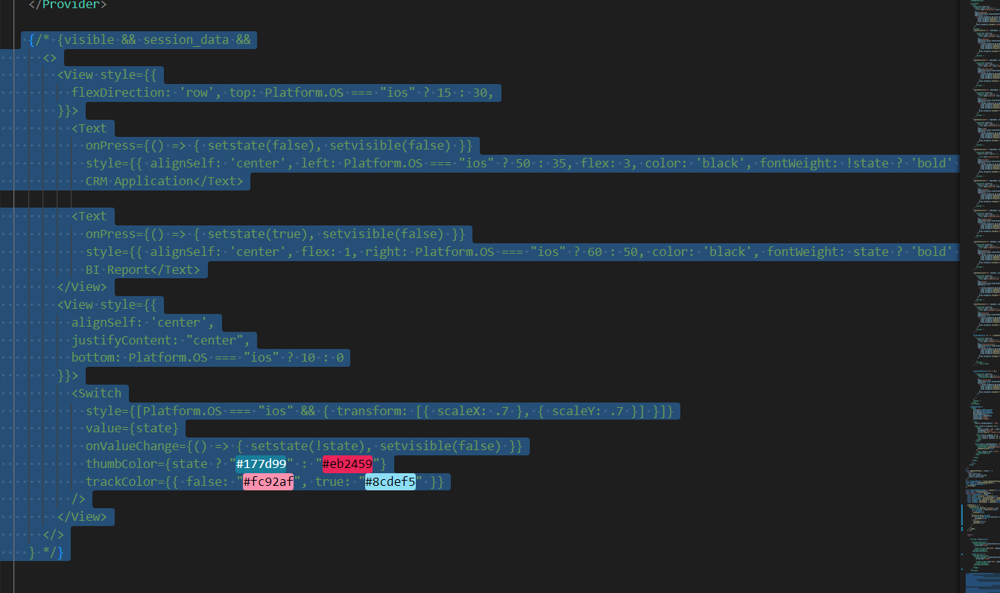 </Provider>
{/* {visible && session_data &&
<>
<View style={{
flexDirection: 'row', top: Platform.OS === "ios" ? 15 : 30,
}}>
<Text
onPress={() => { setstate(false), setvisible(false) }}
style={{ alignSelf: 'center', left: Platform.OS === "ios" ? 50 : 35, flex: 3, color: 'black', fontWeight: !state ? 'bold'
CRM Application</Text>
<Text
onPress={() => { setstate(true), setvisible(false) }}
style={{ alignSelf: 'center', flex: 1, right: Platform.OS === "ios" ? 60 : 50, color: 'black', fontWeight: state ? 'bold'
BI Report</Text>
</View>
<View style={{
alignSelf: 'center',
justifyContent: "center",
bottom: Platform.OS === "ios" ? 10 : 0
}}>
<Switch
style={[Platform.OS === "ios" && { transform: [{ scaleX: .7 }, { scaleY: .7 }] }]}
value={state}
onValueChange={() => { setstate(!state), setvisible(false) }}
thumbColor={state ? "#177d99" : "#eb2459"}
trackColor={{ false: "#fc92af", true: "#8cdef5" }}
/>
</View>
</>
} */}